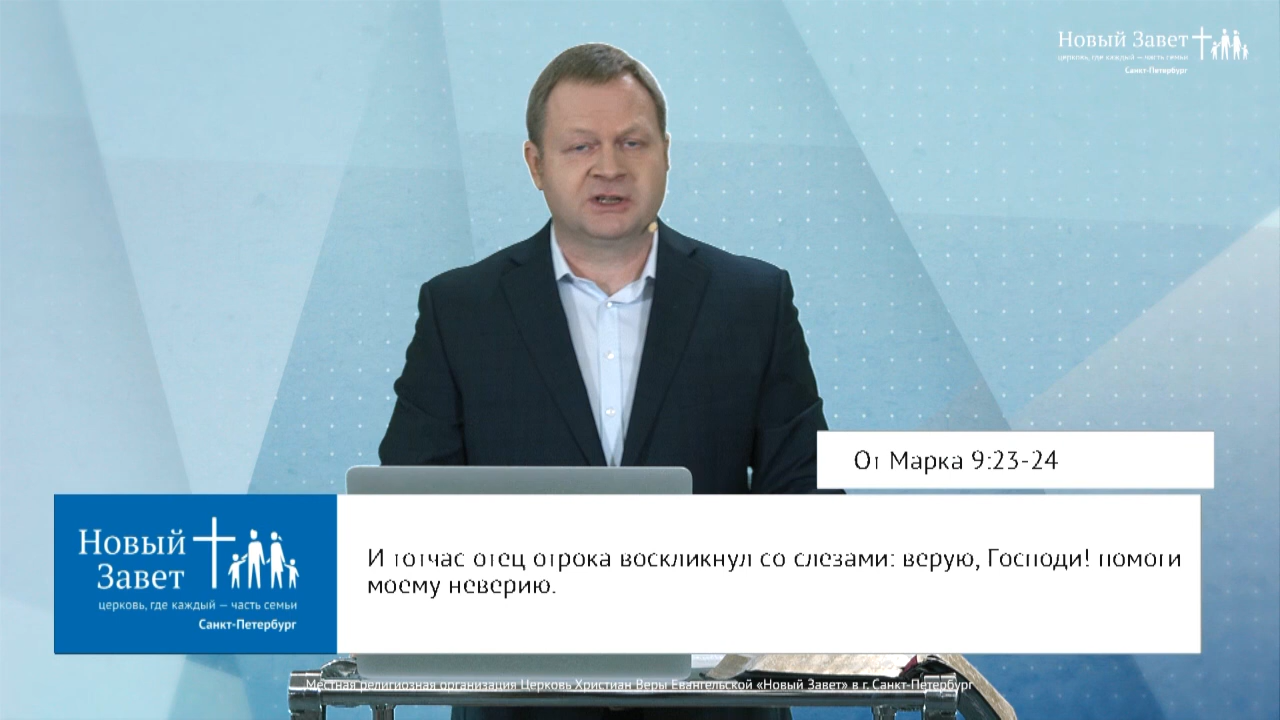 Новый Завет
церковь, где каждый — часть семьи
Санкт-Петербург
От Марка 9:23-24
Новый
Завет
церковь, где каждый — часть семьи
Санкт-Петербург
И тотчас отец отрока воскликнул со слезами: верую, Господи! помоги
моему неверию.
Местная религиозная организация Церковь Христиан Веры Евангельской «Новый Завет» в г. Санкт-Петербург